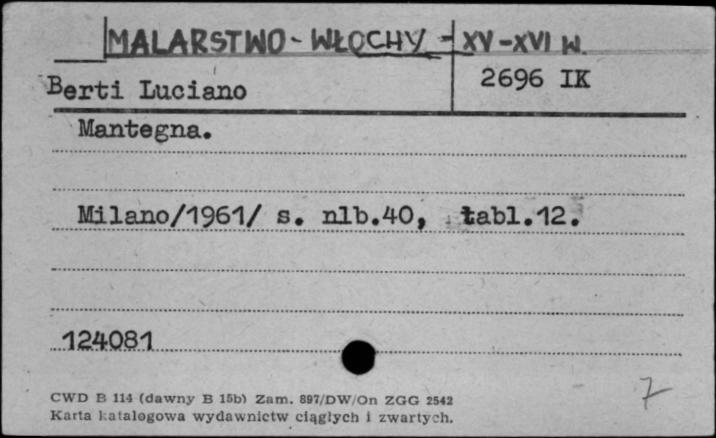 MALARSTWO - WŁOCHY - XV-XVI W.
Berti Luciano
2696 IK
Mantegna.
Milano/1961/ s. nlb.40, tabl.12.
124081
7
CWD B 114 (dawny B 15b) Zam. 897/DW/On ZGG 2542
Karta katalogowa wydawnictw ciągłych i zwartych.